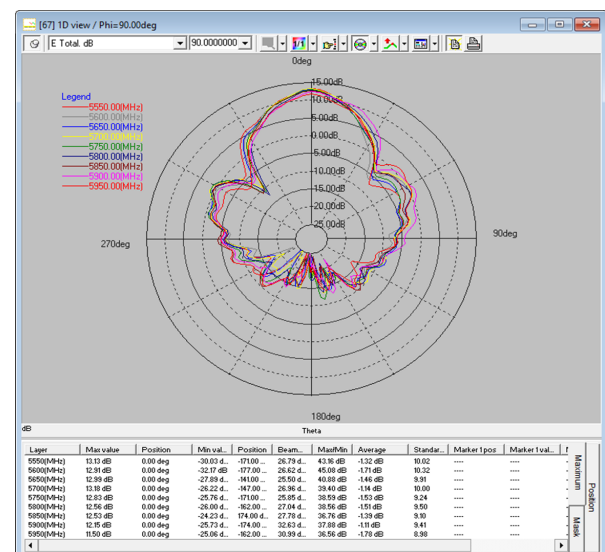 [67] 1D view / Phi=90.00deg
E Total. dB 90.0000000 1/1
0deg
15.00dB
10.00dB
5.00dB
0.00dB
-5.00dB
-10.00dB
-15.00dB
-20.00dB
-25.00dB
Legend
5550.00(MHz)
5600.00(MHz)
5650.00(MHz)
5700.00(MHz)
5750.00(MHz)
5800.00(MHz)
5850.00(MHz)
5900.00(MHz)
5950.00(MHz)
270deg
90deg
180deg
dB
Theta
Layer Max value Position Min val... Position Beam... Max/Min Average Standar... Marker1 pos Marker1 val...
5550(MHz) 13.13 dB 0.00 deg -30.03 d... -171.00 ... 26.79 d... 43.16 dB -1.32 dB 10.02 ---- ----
5600(MHz) 12.91 dB 0.00 deg -32.17 dB -177.00 ... 26.62 d... 45.08 dB -1.71 dB 10.32 ---- ----
5650(MHz) 12.99 dB 0.00 deg -27.89 d... -141.00 ... 25.50 d... 40.88 dB -1.46 dB 9.91 ---- ----
5700(MHz) 13.18 dB 0.00 deg -26.22 d... -147.00 ... 26.96 d... 39.40 dB -1.14 dB 10.00 ---- ----
5750(MHz) 12.83 dB 0.00 deg -25.76 d... -171.00 ... 25.85 d... 38.59 dB -1.53 dB 9.24 ---- ----
5800(MHz) 12.56 dB 0.00 deg -26.00 d... -162.00 ... 27.04 d... 38.56 dB -1.51 dB 9.50 ---- ----
5850(MHz) 12.53 dB 0.00 deg -24.23 d... 174.00 d... 27.78 d... 36.76 dB -1.39 dB 9.10 ---- ----
5900(MHz) 12.15 dB 0.00 deg -25.73 d... -174.00 ... 32.63 d... 37.88 dB -1.11 dB 9.41 ---- ----
5950(MHz) 11.50 dB 0.00 deg -25.06 d... -162.00 ... 30.99 d... 36.56 dB -1.78 dB 8.98 ---- ----
Maximum
Mask
Position